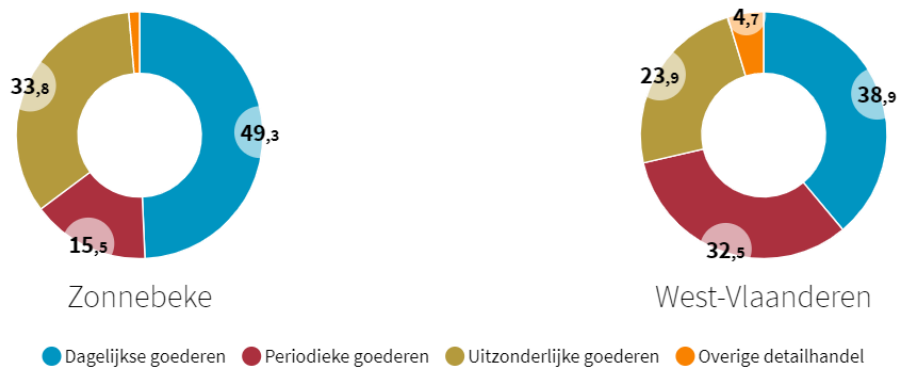 4,7
33,8
23,9
38,9
49,3
15,5
32,5
Zonnebeke
West-Vlaanderen
Dagelijkse goederen Periodieke goederen Uitzonderlijke goederen Overige detailhandel